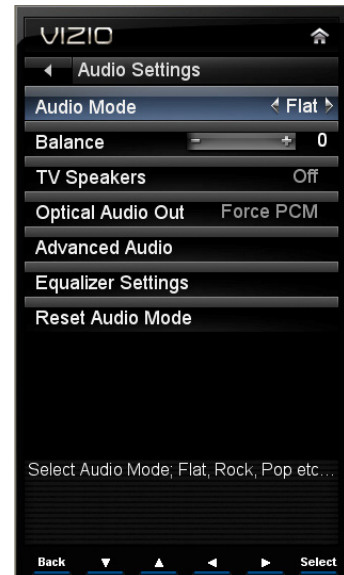 VIZIO
Audio Settings
Audio Mode Flat
Balance - + 0
TV Speakers Off
Optical Audio Out Force PCM
Advanced Audio
Equalizer Settings
Reset Audio Mode
Select Audio Mode; Flat, Rock, Pop etc...
Back Select